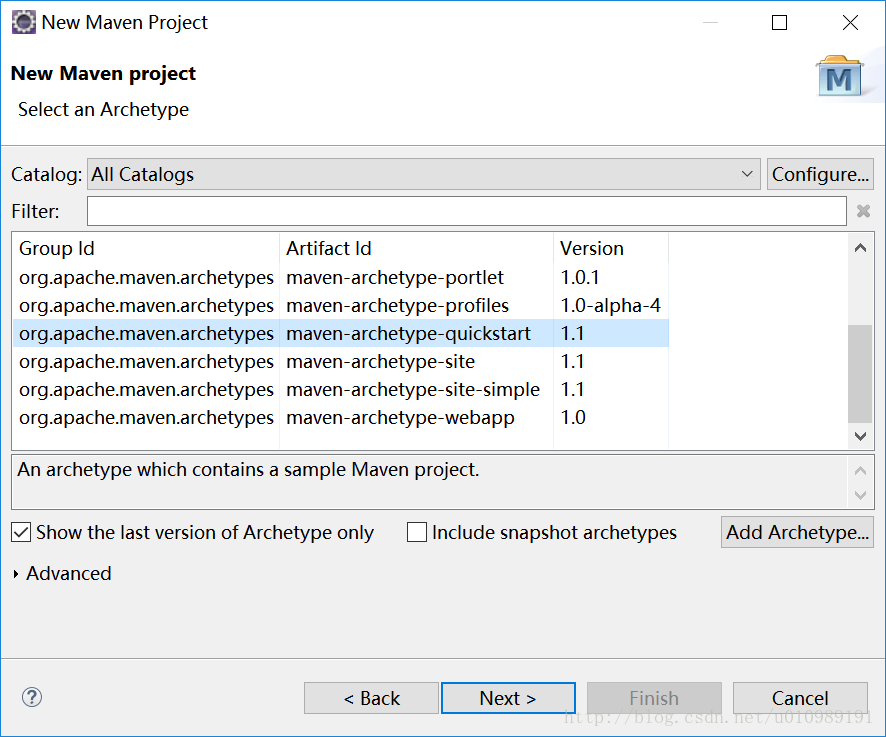 New Maven Project
New Maven project
Select an Archetype
Catalog: All Catalogs Configure...
Filter:
Group Id Artifact Id Version
org.apache.maven.archetypes maven-archetype-portlet 1.0.1
org.apache.maven.archetypes maven-archetype-profiles 1.0-alpha-4
org.apache.maven.archetypes maven-archetype-quickstart 1.1
org.apache.maven.archetypes maven-archetype-site 1.1
org.apache.maven.archetypes maven-archetype-site-simple 1.1
org.apache.maven.archetypes maven-archetype-webapp 1.0
An archetype which contains a sample Maven project.
Show the last version of Archetype only Include snapshot archetypes Add Archetype...
Advanced
< Back Next > Finish Cancel
http://blog.csdn.net/u010989191